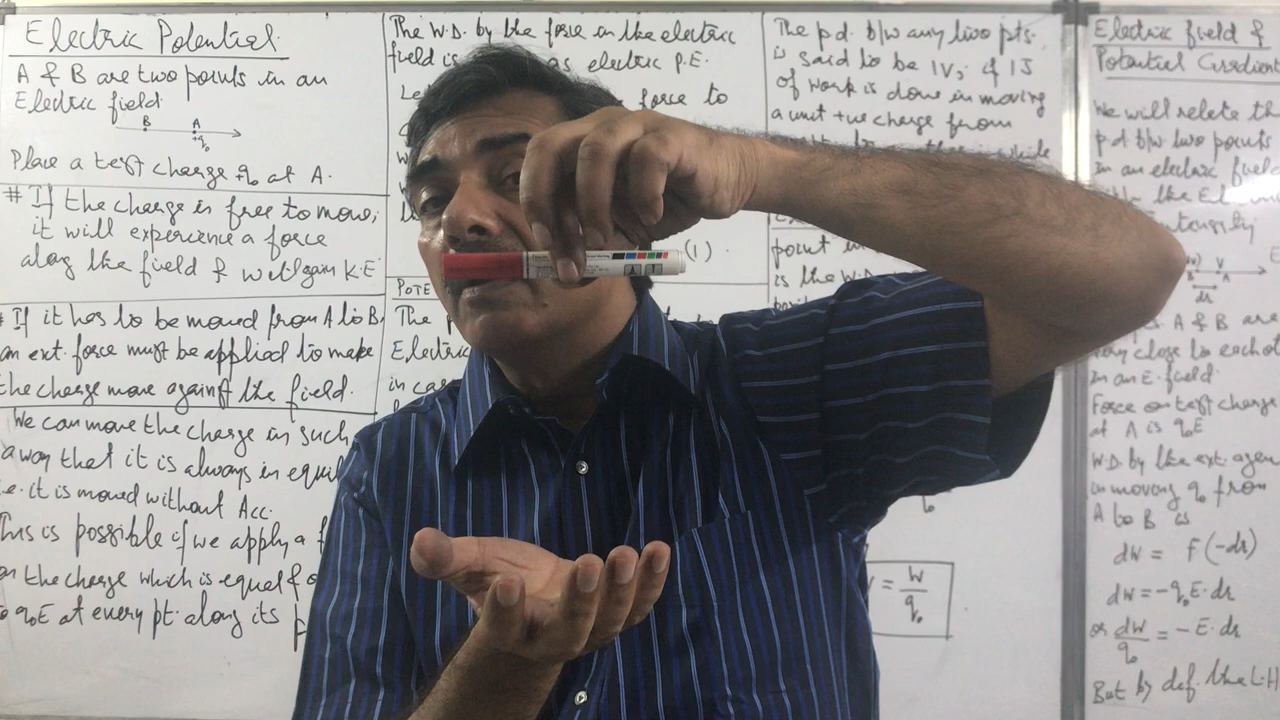 Electric Potential.
A & B are two points in an
Electric field.
B A
+q₀
Place a test charge q₀ at A.
# If the charge is free to move,
it will experience a force
along the field & will gain K.E
# If it has to be moved from A to B,
an ext. force must be applied to make
the charge move against the field.
We can move the charge in such
a way that it is always in equil
i.e. it is moved without Acc.
This is possible if we apply a f
on the charge which is equal &
to q₀E at every pt. along its p
The W.D. by the force in the electric
field is as electric P.E.
force to
(1)
POTE
The
Electric
in cas
The p.d. b/w any two pts.
is said to be 1V, if 1J
of work is done in moving
a unit +ve charge from
while
point in
is the W.D.
q₀
= W
q₀
Electric field &
Potential Gradient
We will relate th
p.d b/w two points
in an electric field
V
B A E
dr
A & B are
very close to each ot
in an E. field.
Force on test charge
at A is q₀E
W.D. by the ext. agen
in moving q₀ from
A to B is
dW = F(-dr)
dW = -q₀E·dr
or dW/q₀ = -E·dr
But by def. the L.H